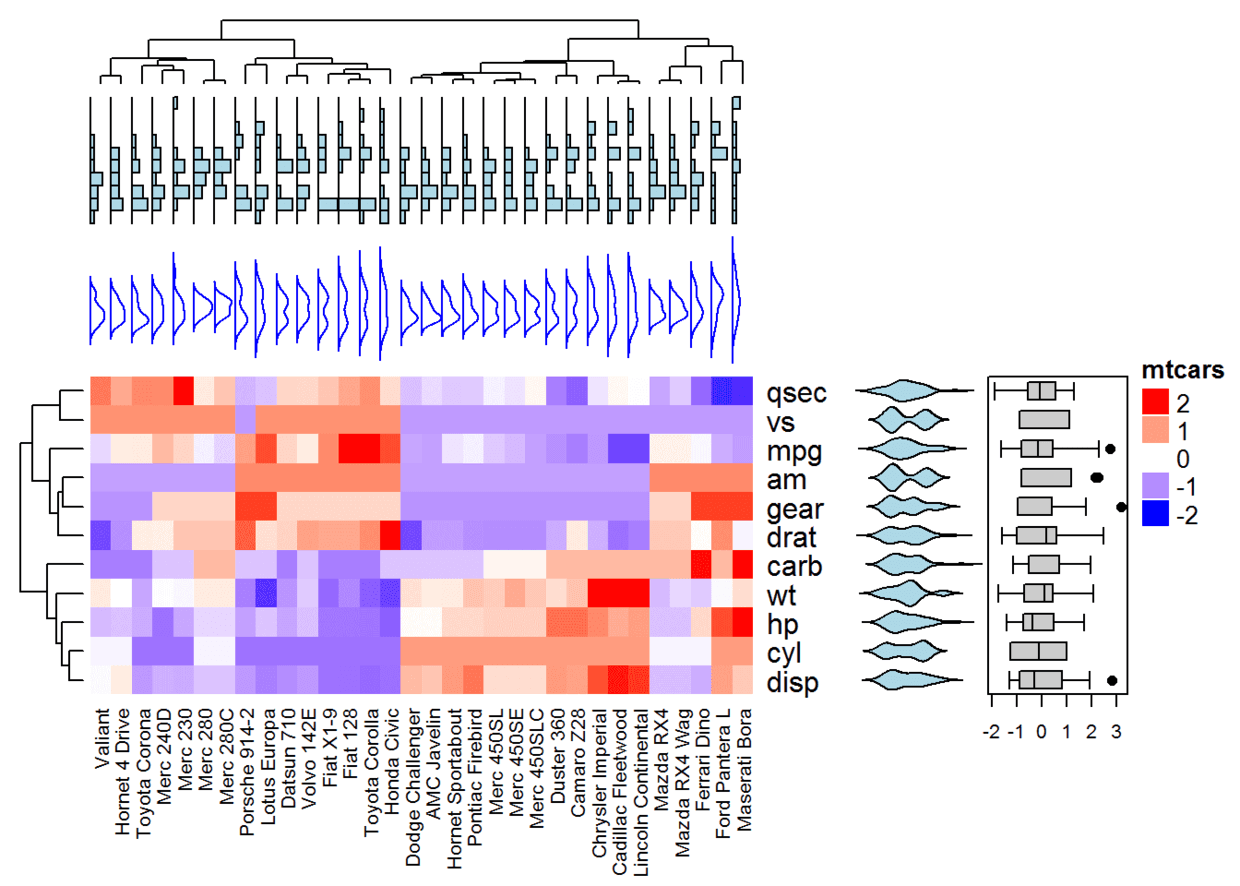 qsec
vs
mpg
am
gear
drat
carb
wt
hp
cyl
disp
Valiant
Hornet 4 Drive
Toyota Corona
Merc 240D
Merc 230
Merc 280
Merc 280C
Porsche 914-2
Lotus Europa
Datsun 710
Volvo 142E
Fiat X1-9
Fiat 128
Toyota Corolla
Honda Civic
Dodge Challenger
AMC Javelin
Hornet Sportabout
Pontiac Firebird
Merc 450SL
Merc 450SE
Merc 450SLC
Duster 360
Camaro Z28
Chrysler Imperial
Cadillac Fleetwood
Lincoln Continental
Mazda RX4
Mazda RX4 Wag
Ferrari Dino
Ford Pantera L
Maserati Bora
-2 -1 0 1 2 3
mtcars
2
1
0
-1
-2